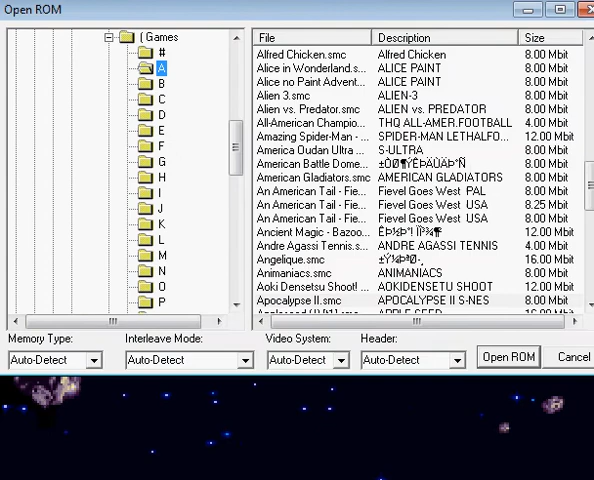 Open ROM
(Games
#
A
B
C
D
E
F
G
H
I
J
K
L
M
N
O
P
File Description Size
Alfred Chicken.smc Alfred Chicken 8.00 Mbit
Alice in Wonderland.s... ALICE PAINT 8.00 Mbit
Alice no Paint Advent... ALICE PAINT 8.00 Mbit
Alien 3.smc ALIEN-3 8.00 Mbit
Alien vs. Predator.smc ALIEN vs. PREDATOR 8.00 Mbit
All-American Champio... THQ ALL-AMER.FOOTBALL 4.00 Mbit
Amazing Spider-Man - ... SPIDER-MAN LETHALFO... 12.00 Mbit
America Oudan Ultra ... S-ULTRA 8.00 Mbit
American Battle Dome... 8.00 Mbit
American Gladiators.smc AMERICAN GLADIATORS 8.00 Mbit
An American Tail - Fie... Fievel Goes West PAL 8.00 Mbit
An American Tail - Fie... Fievel Goes West USA 8.25 Mbit
An American Tail - Fie... Fievel Goes West USA 8.00 Mbit
Ancient Magic - Bazoo... 12.00 Mbit
Andre Agassi Tennis.s... ANDRE AGASSI TENNIS 4.00 Mbit
Angelique.smc 16.00 Mbit
Animaniacs.smc ANIMANIACS 8.00 Mbit
Aoki Densetsu Shoot! ... AOKIDENSETU SHOOT 12.00 Mbit
Apocalypse II.smc APOCALYPSE II S-NES 8.00 Mbit
Memory Type: Interleave Mode: Video System: Header:
Auto-Detect Auto-Detect Auto-Detect Auto-Detect Open ROM Cancel